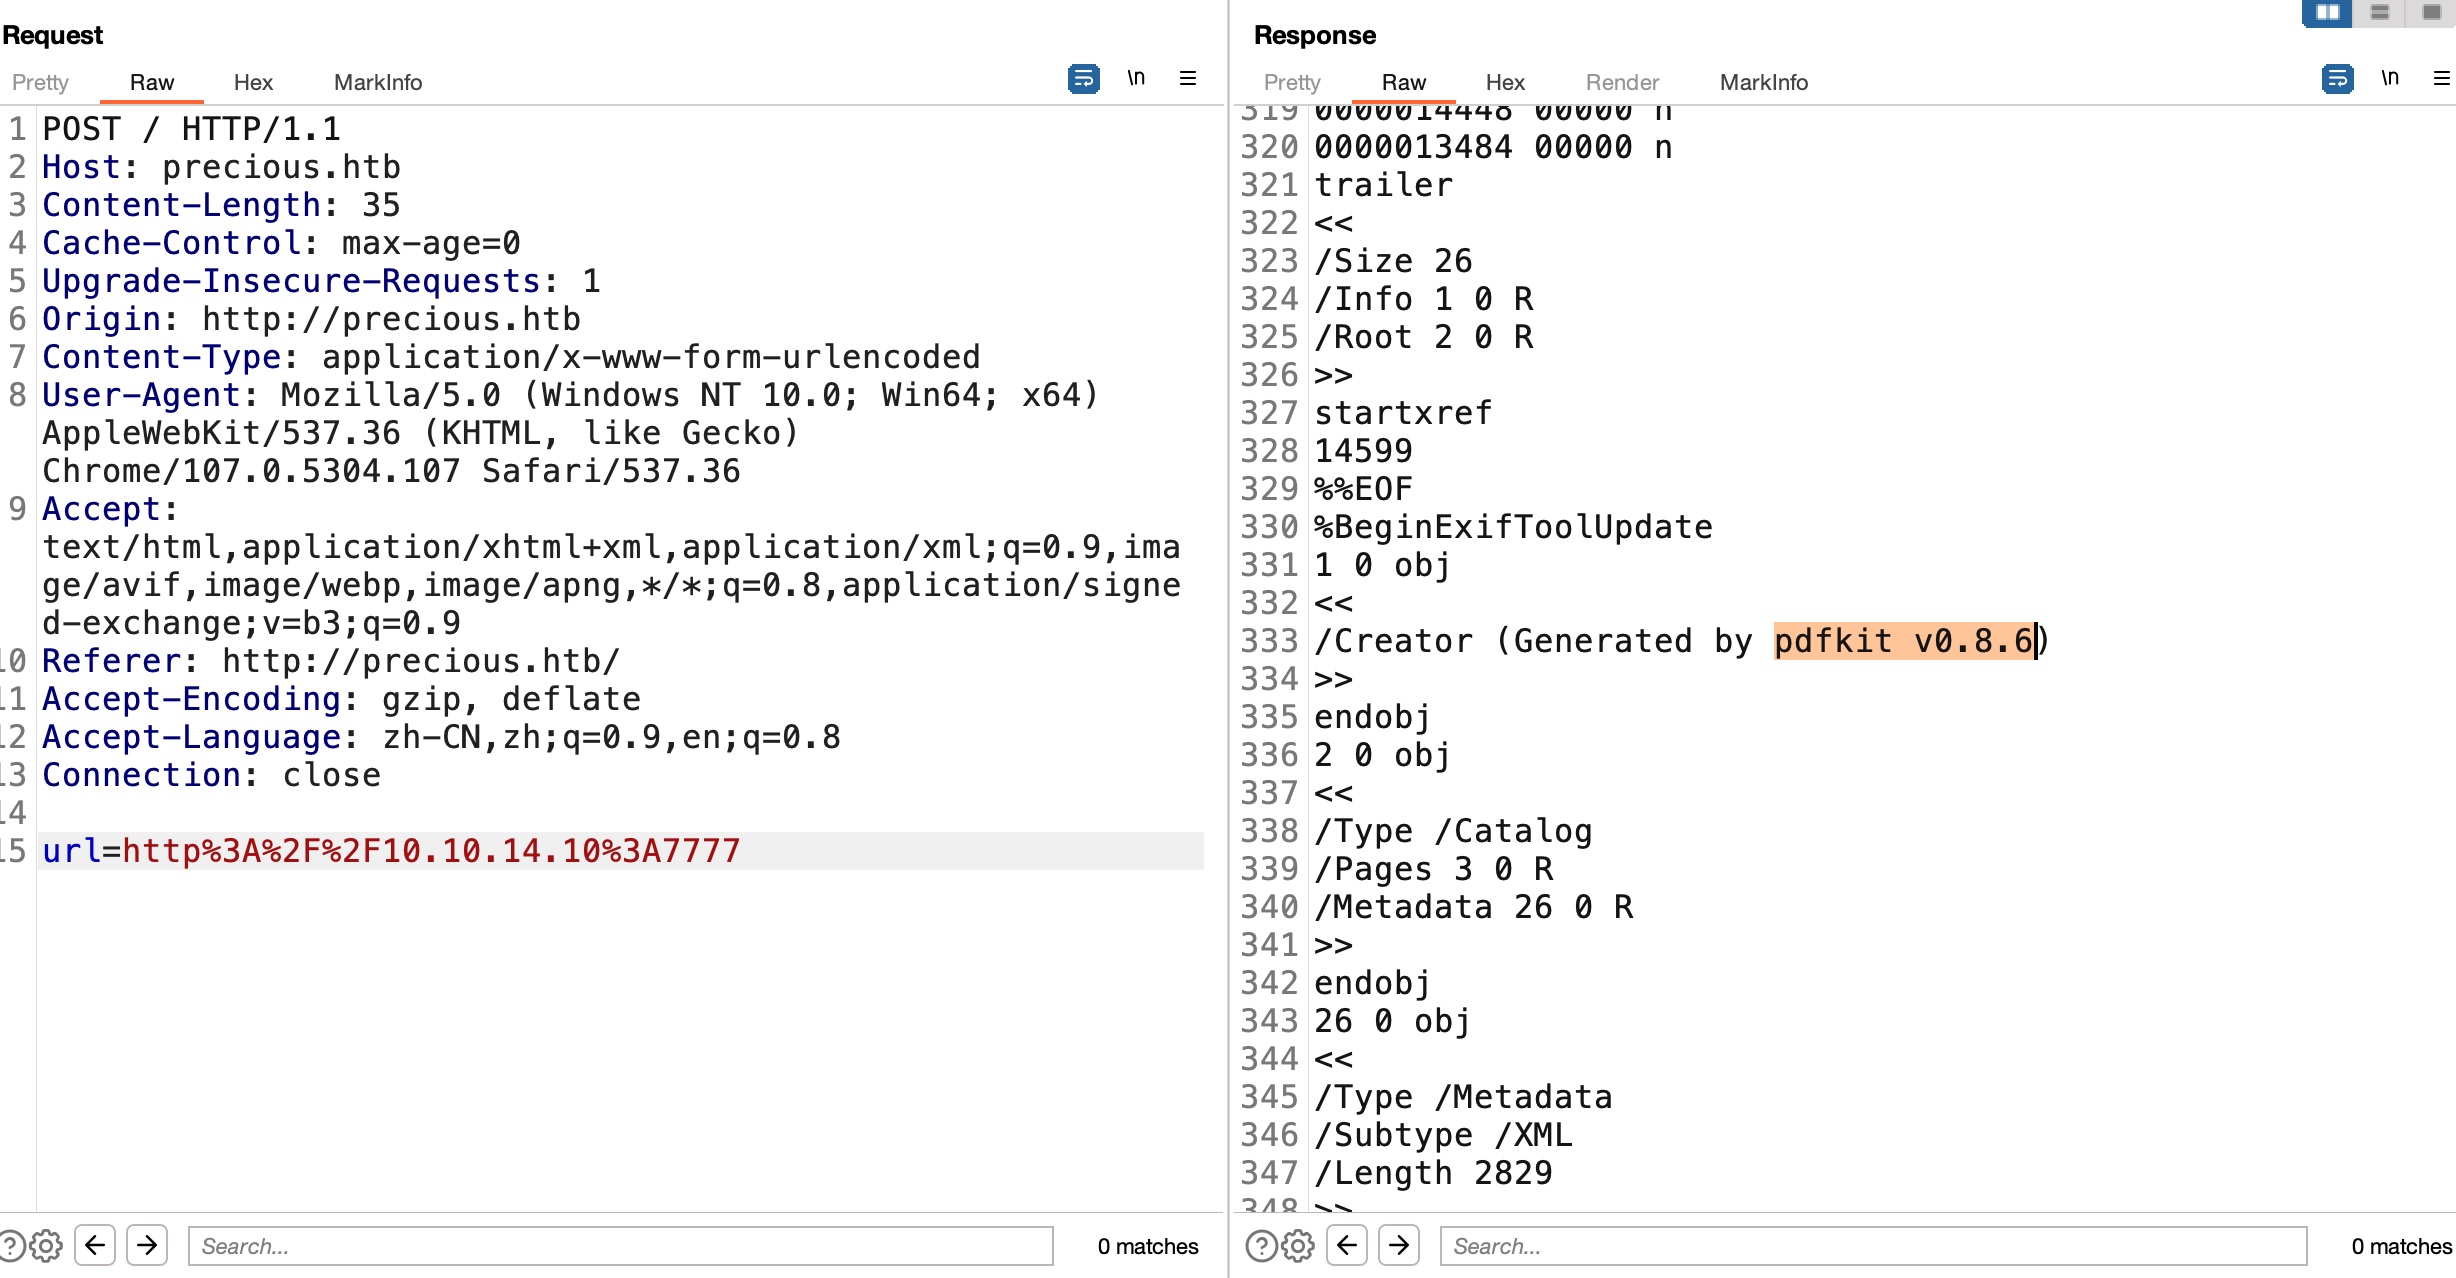 Request
Pretty Raw Hex MarkInfo \n
1 POST / HTTP/1.1
2 Host: precious.htb
3 Content-Length: 35
4 Cache-Control: max-age=0
5 Upgrade-Insecure-Requests: 1
6 Origin: http://precious.htb
7 Content-Type: application/x-www-form-urlencoded
8 User-Agent: Mozilla/5.0 (Windows NT 10.0; Win64; x64)
AppleWebKit/537.36 (KHTML, like Gecko)
Chrome/107.0.5304.107 Safari/537.36
9 Accept:
text/html,application/xhtml+xml,application/xml;q=0.9,ima
ge/avif,image/webp,image/apng,*/*;q=0.8,application/signe
d-exchange;v=b3;q=0.9
10 Referer: http://precious.htb/
11 Accept-Encoding: gzip, deflate
12 Accept-Language: zh-CN,zh;q=0.9,en;q=0.8
13 Connection: close
14
15 url=http%3A%2F%2F10.10.14.10%3A7777
Search... 0 matches
Response
Pretty Raw Hex Render MarkInfo \n
319 0000014448 00000 n
320 0000013484 00000 n
321 trailer
322 <<
323 /Size 26
324 /Info 1 0 R
325 /Root 2 0 R
326 >>
327 startxref
328 14599
329 %%EOF
330 %BeginExifToolUpdate
331 1 0 obj
332 <<
333 /Creator (Generated by pdfkit v0.8.6)
334 >>
335 endobj
336 2 0 obj
337 <<
338 /Type /Catalog
339 /Pages 3 0 R
340 /Metadata 26 0 R
341 >>
342 endobj
343 26 0 obj
344 <<
345 /Type /Metadata
346 /Subtype /XML
347 /Length 2829
348 >>
Search... 0 matches